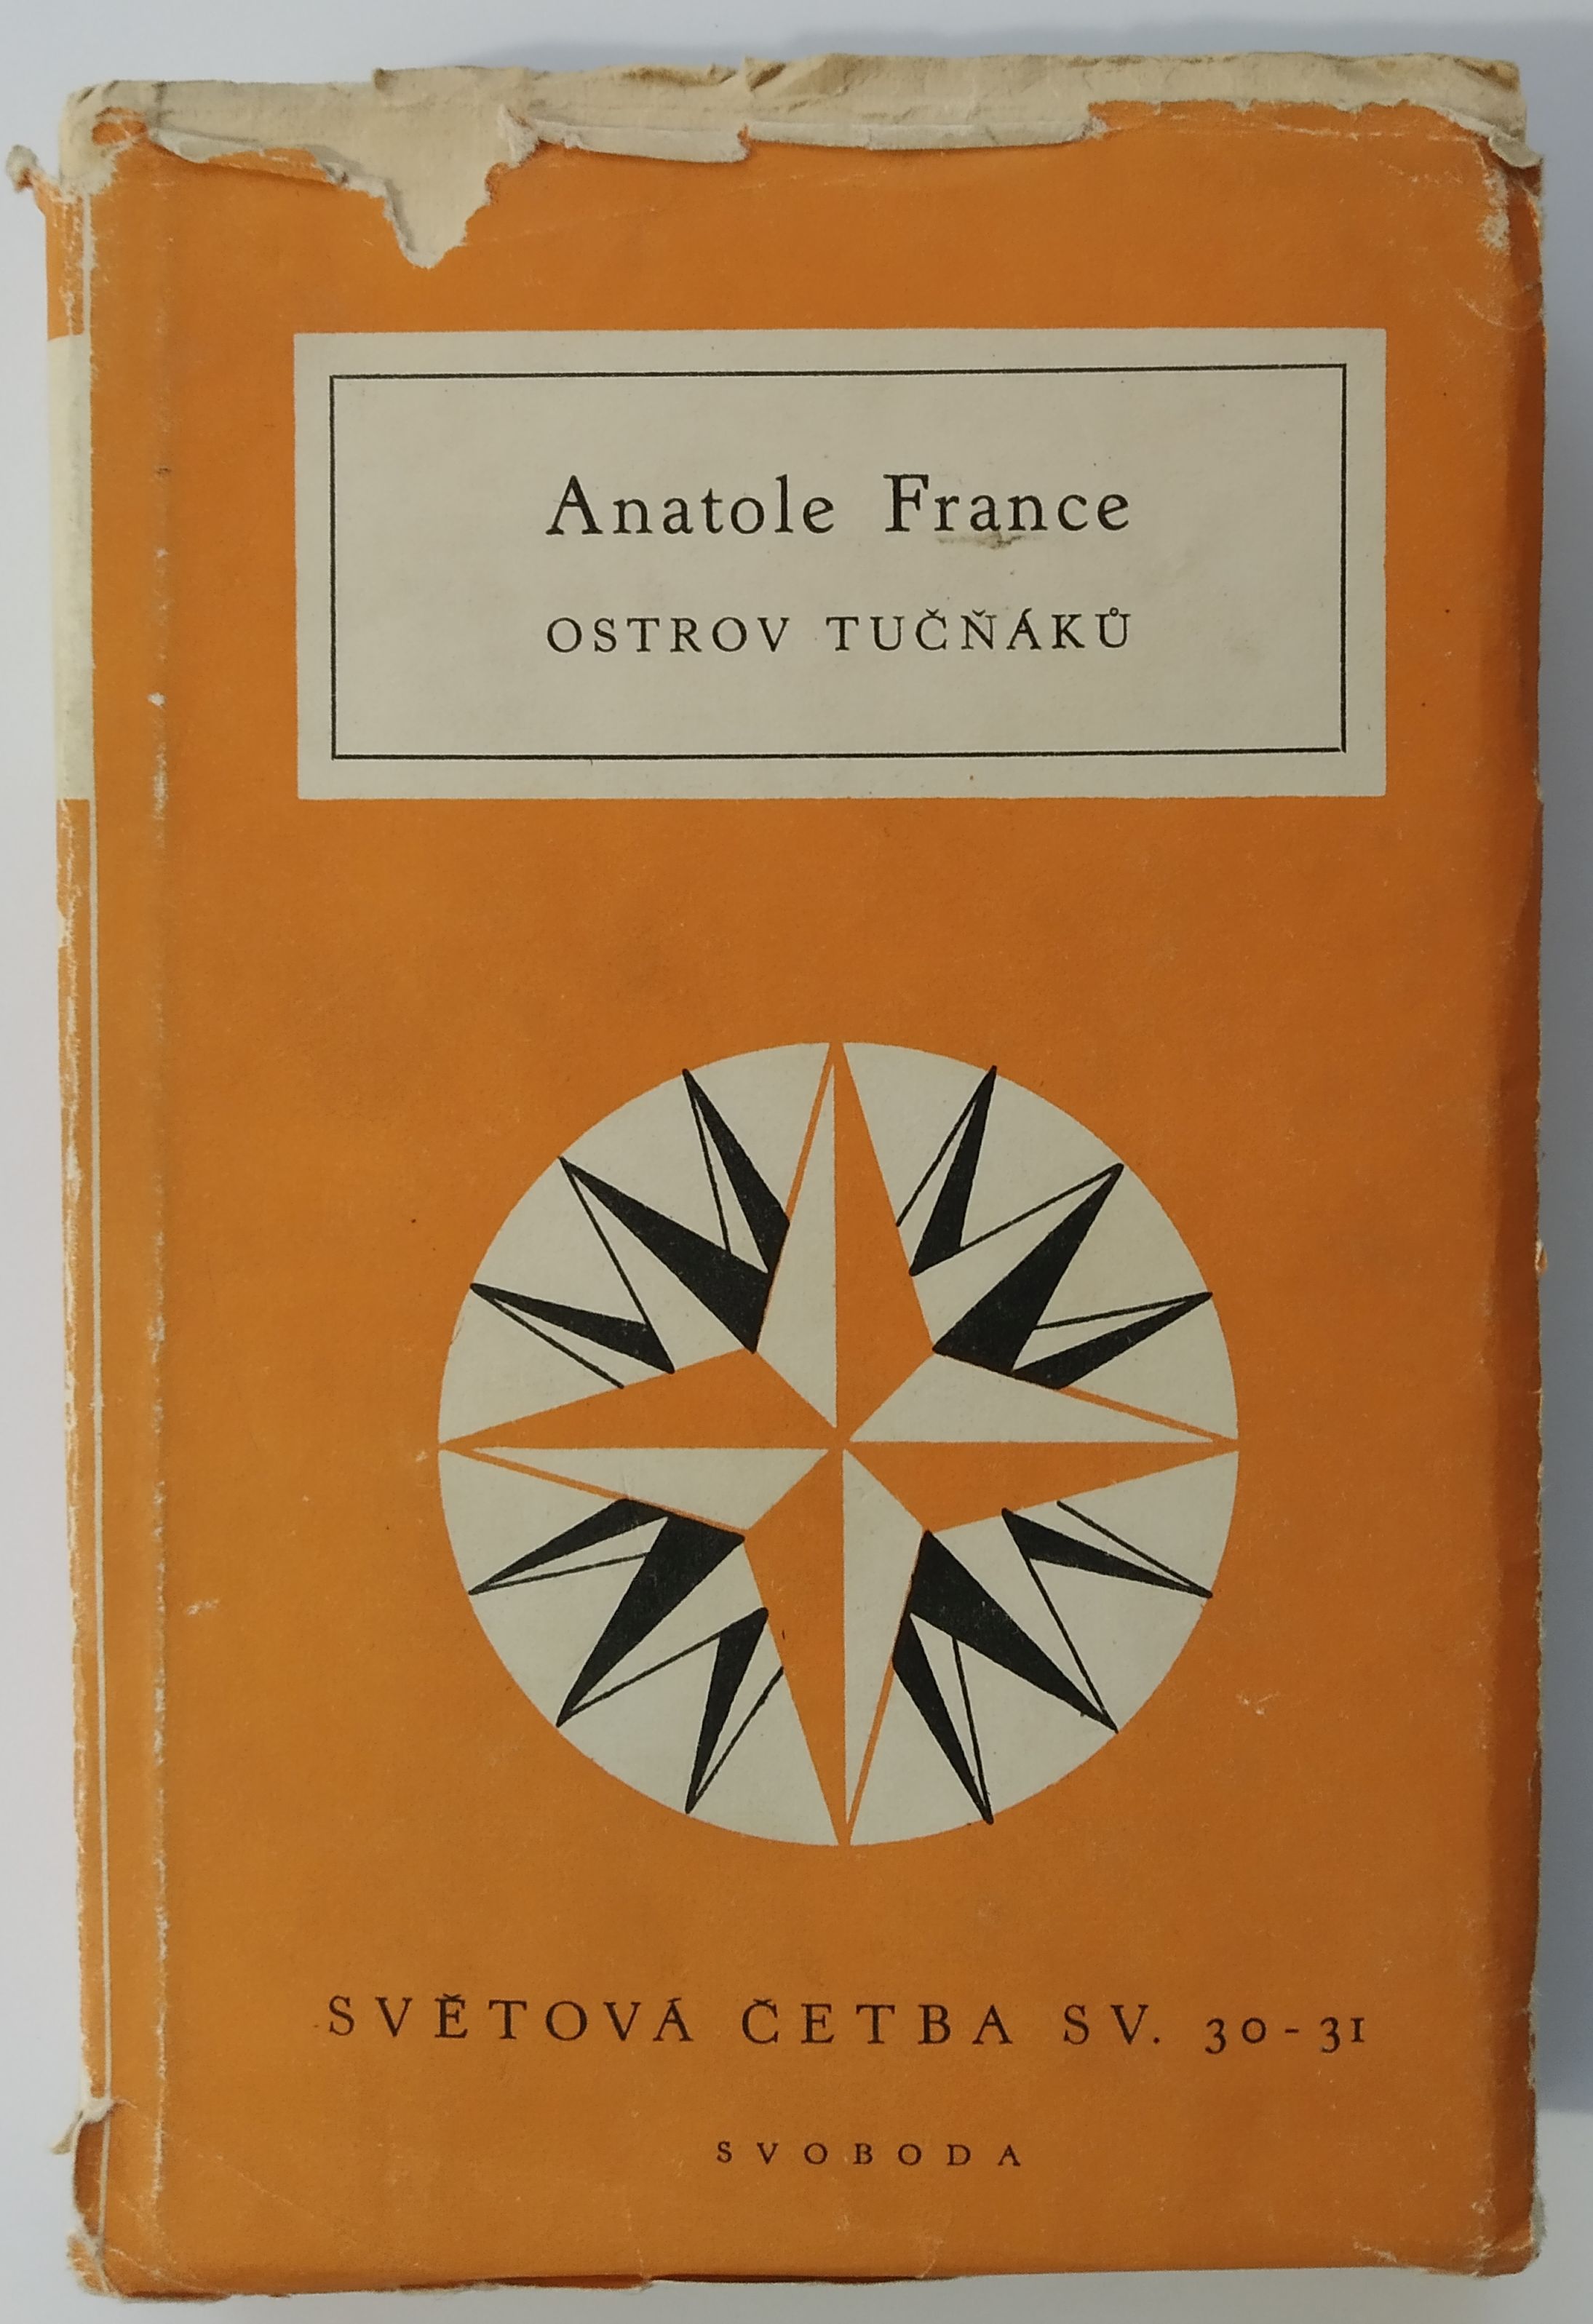 Anatole France
OSTROV TUČŇÁKŮ
SVĚTOVÁ ČETBA SV. 30-31
SVOBODA